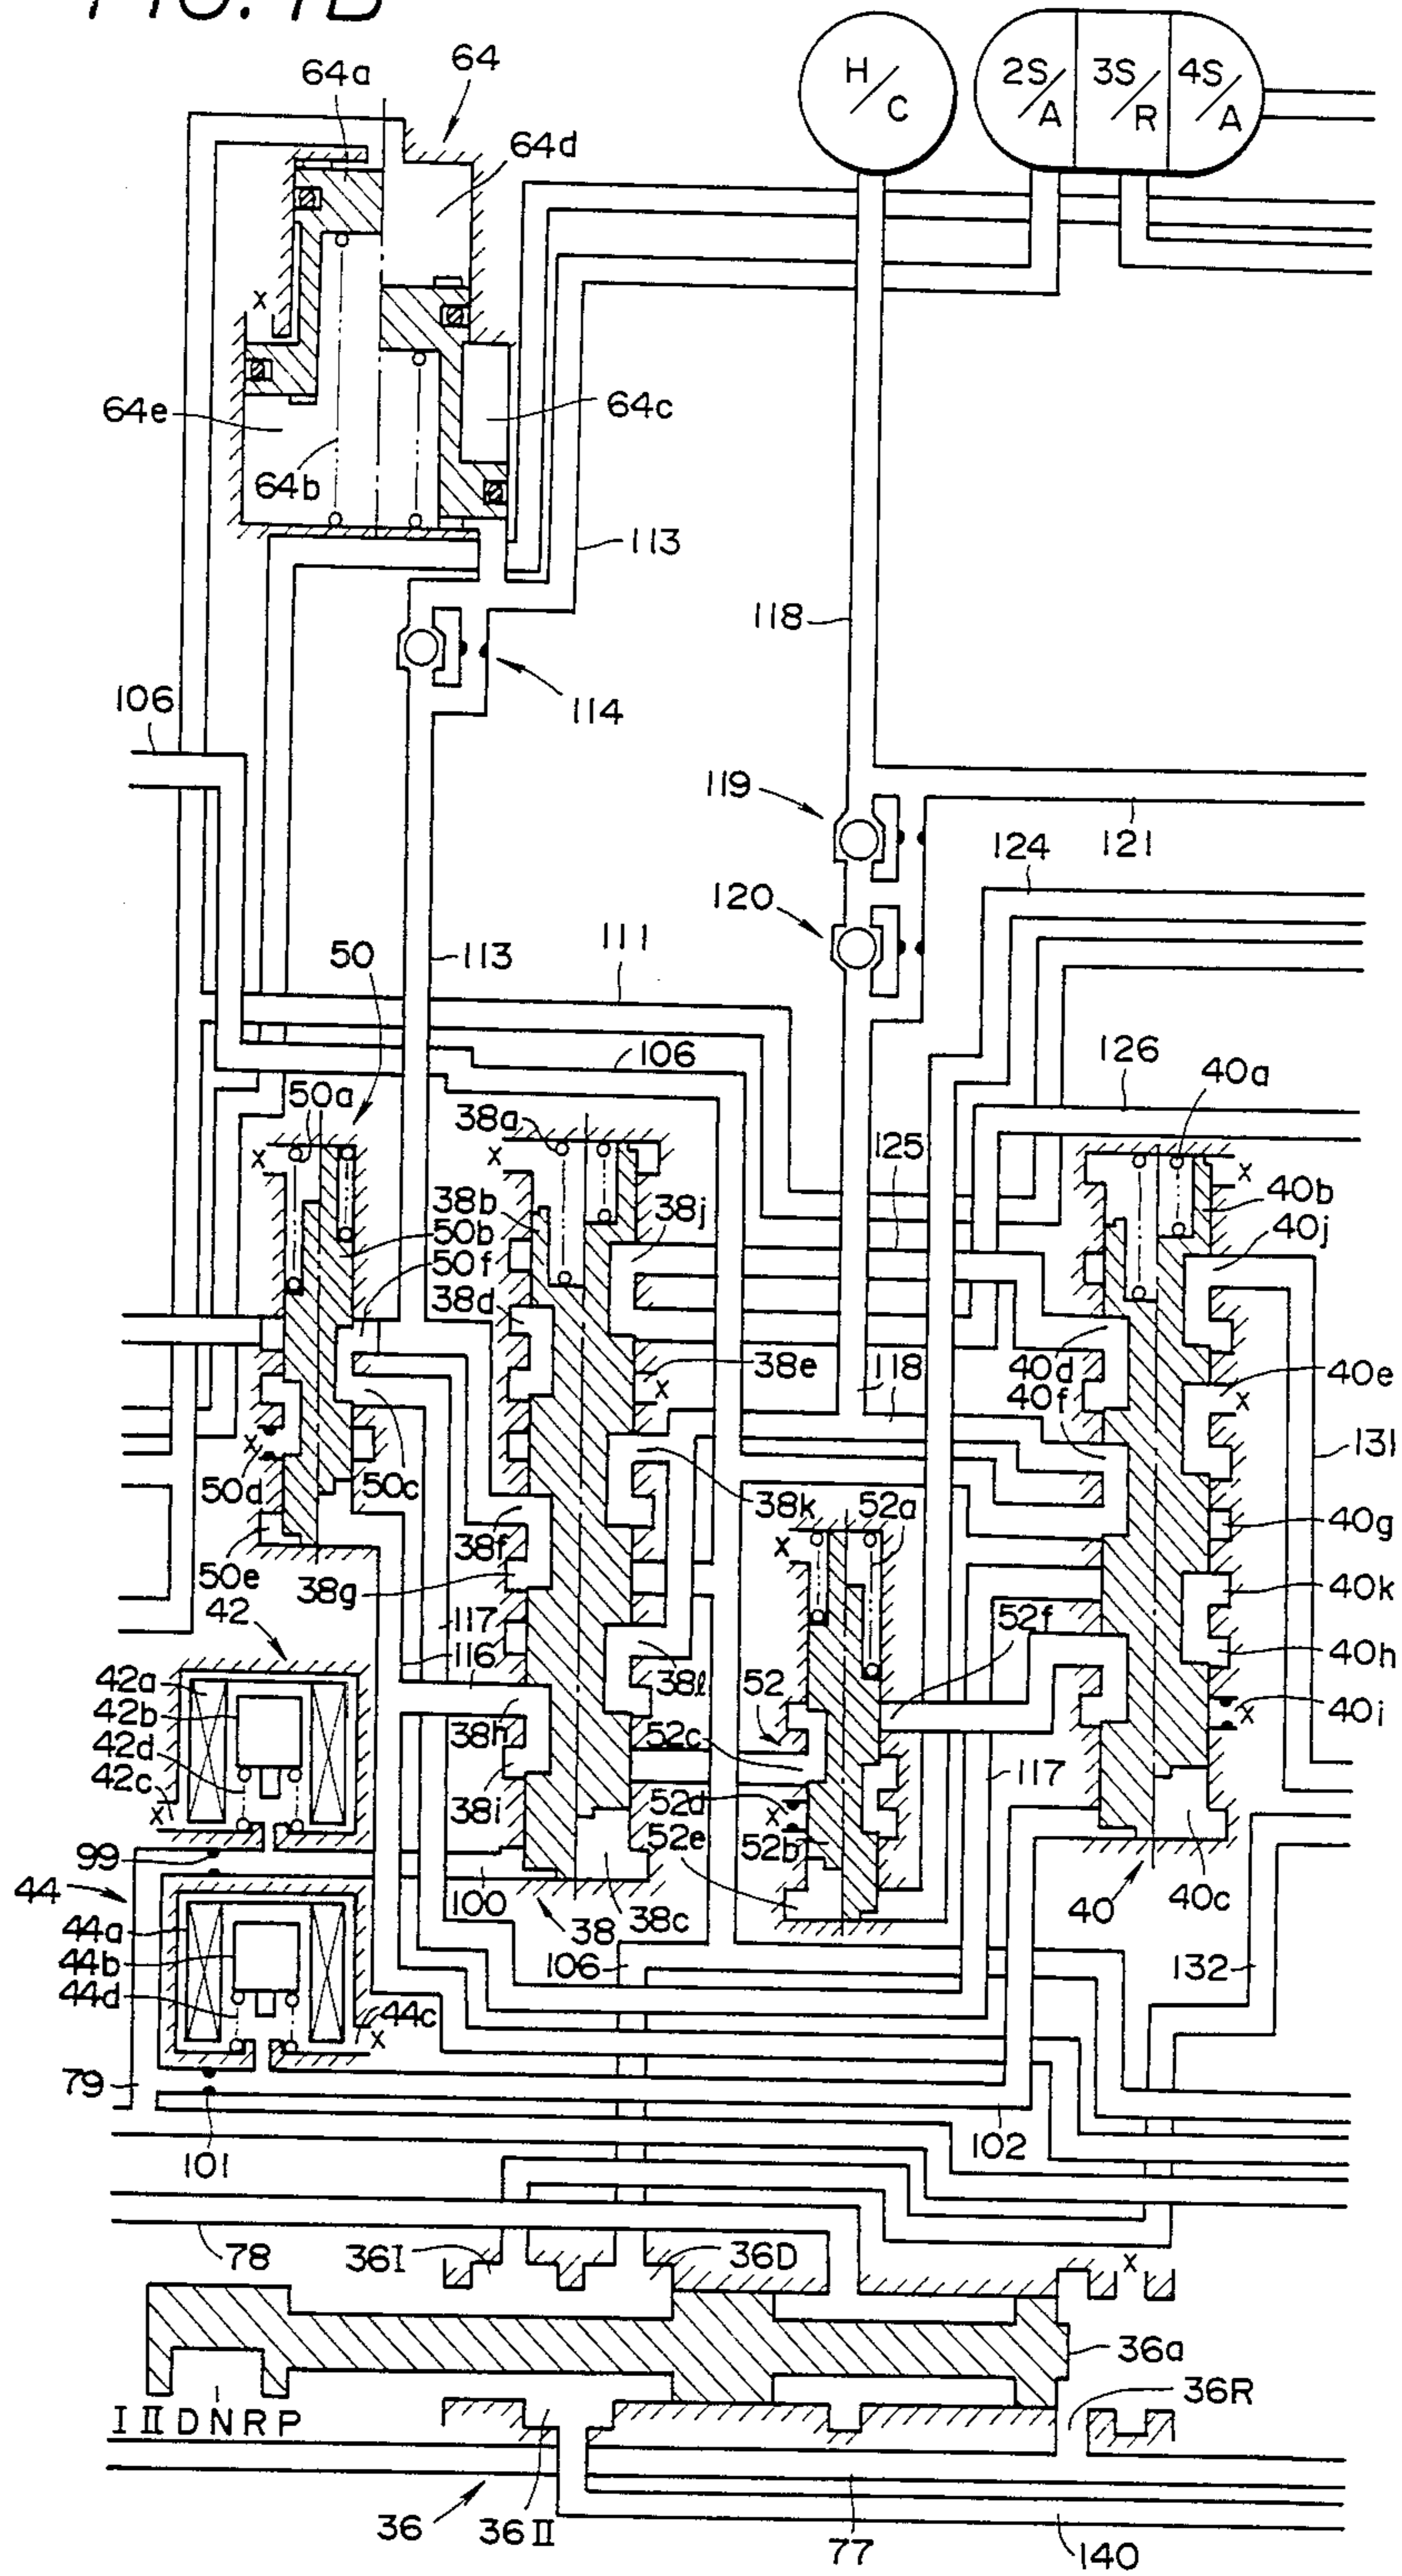 FIG. 1B
64
64a
64d
H/C
2S/A
3S/R
4S/A
x
64e
64c
64b
113
118
114
106
119
121
124
120
111
113
50
106
126
40a
50a
38a
x
x
125
x
38b
38j
40b
50b
40j
50f
38d
38e
40d
40e
x
118
40f
x
131
x
50d
50c
38k
52a
40g
38f
x
50e
38g
40k
42
117
52f
116
40h
42a
38l
52
42b
38h
40i
x
42d
52c
42c
117
x
38i
52d
x
52e
52b
99
44
100
38
38c
40
40c
44a
44b
106
132
44d
44c
x
79
102
101
78
36I
36D
x
36a
36R
I II D N R P
36
36II
77
140